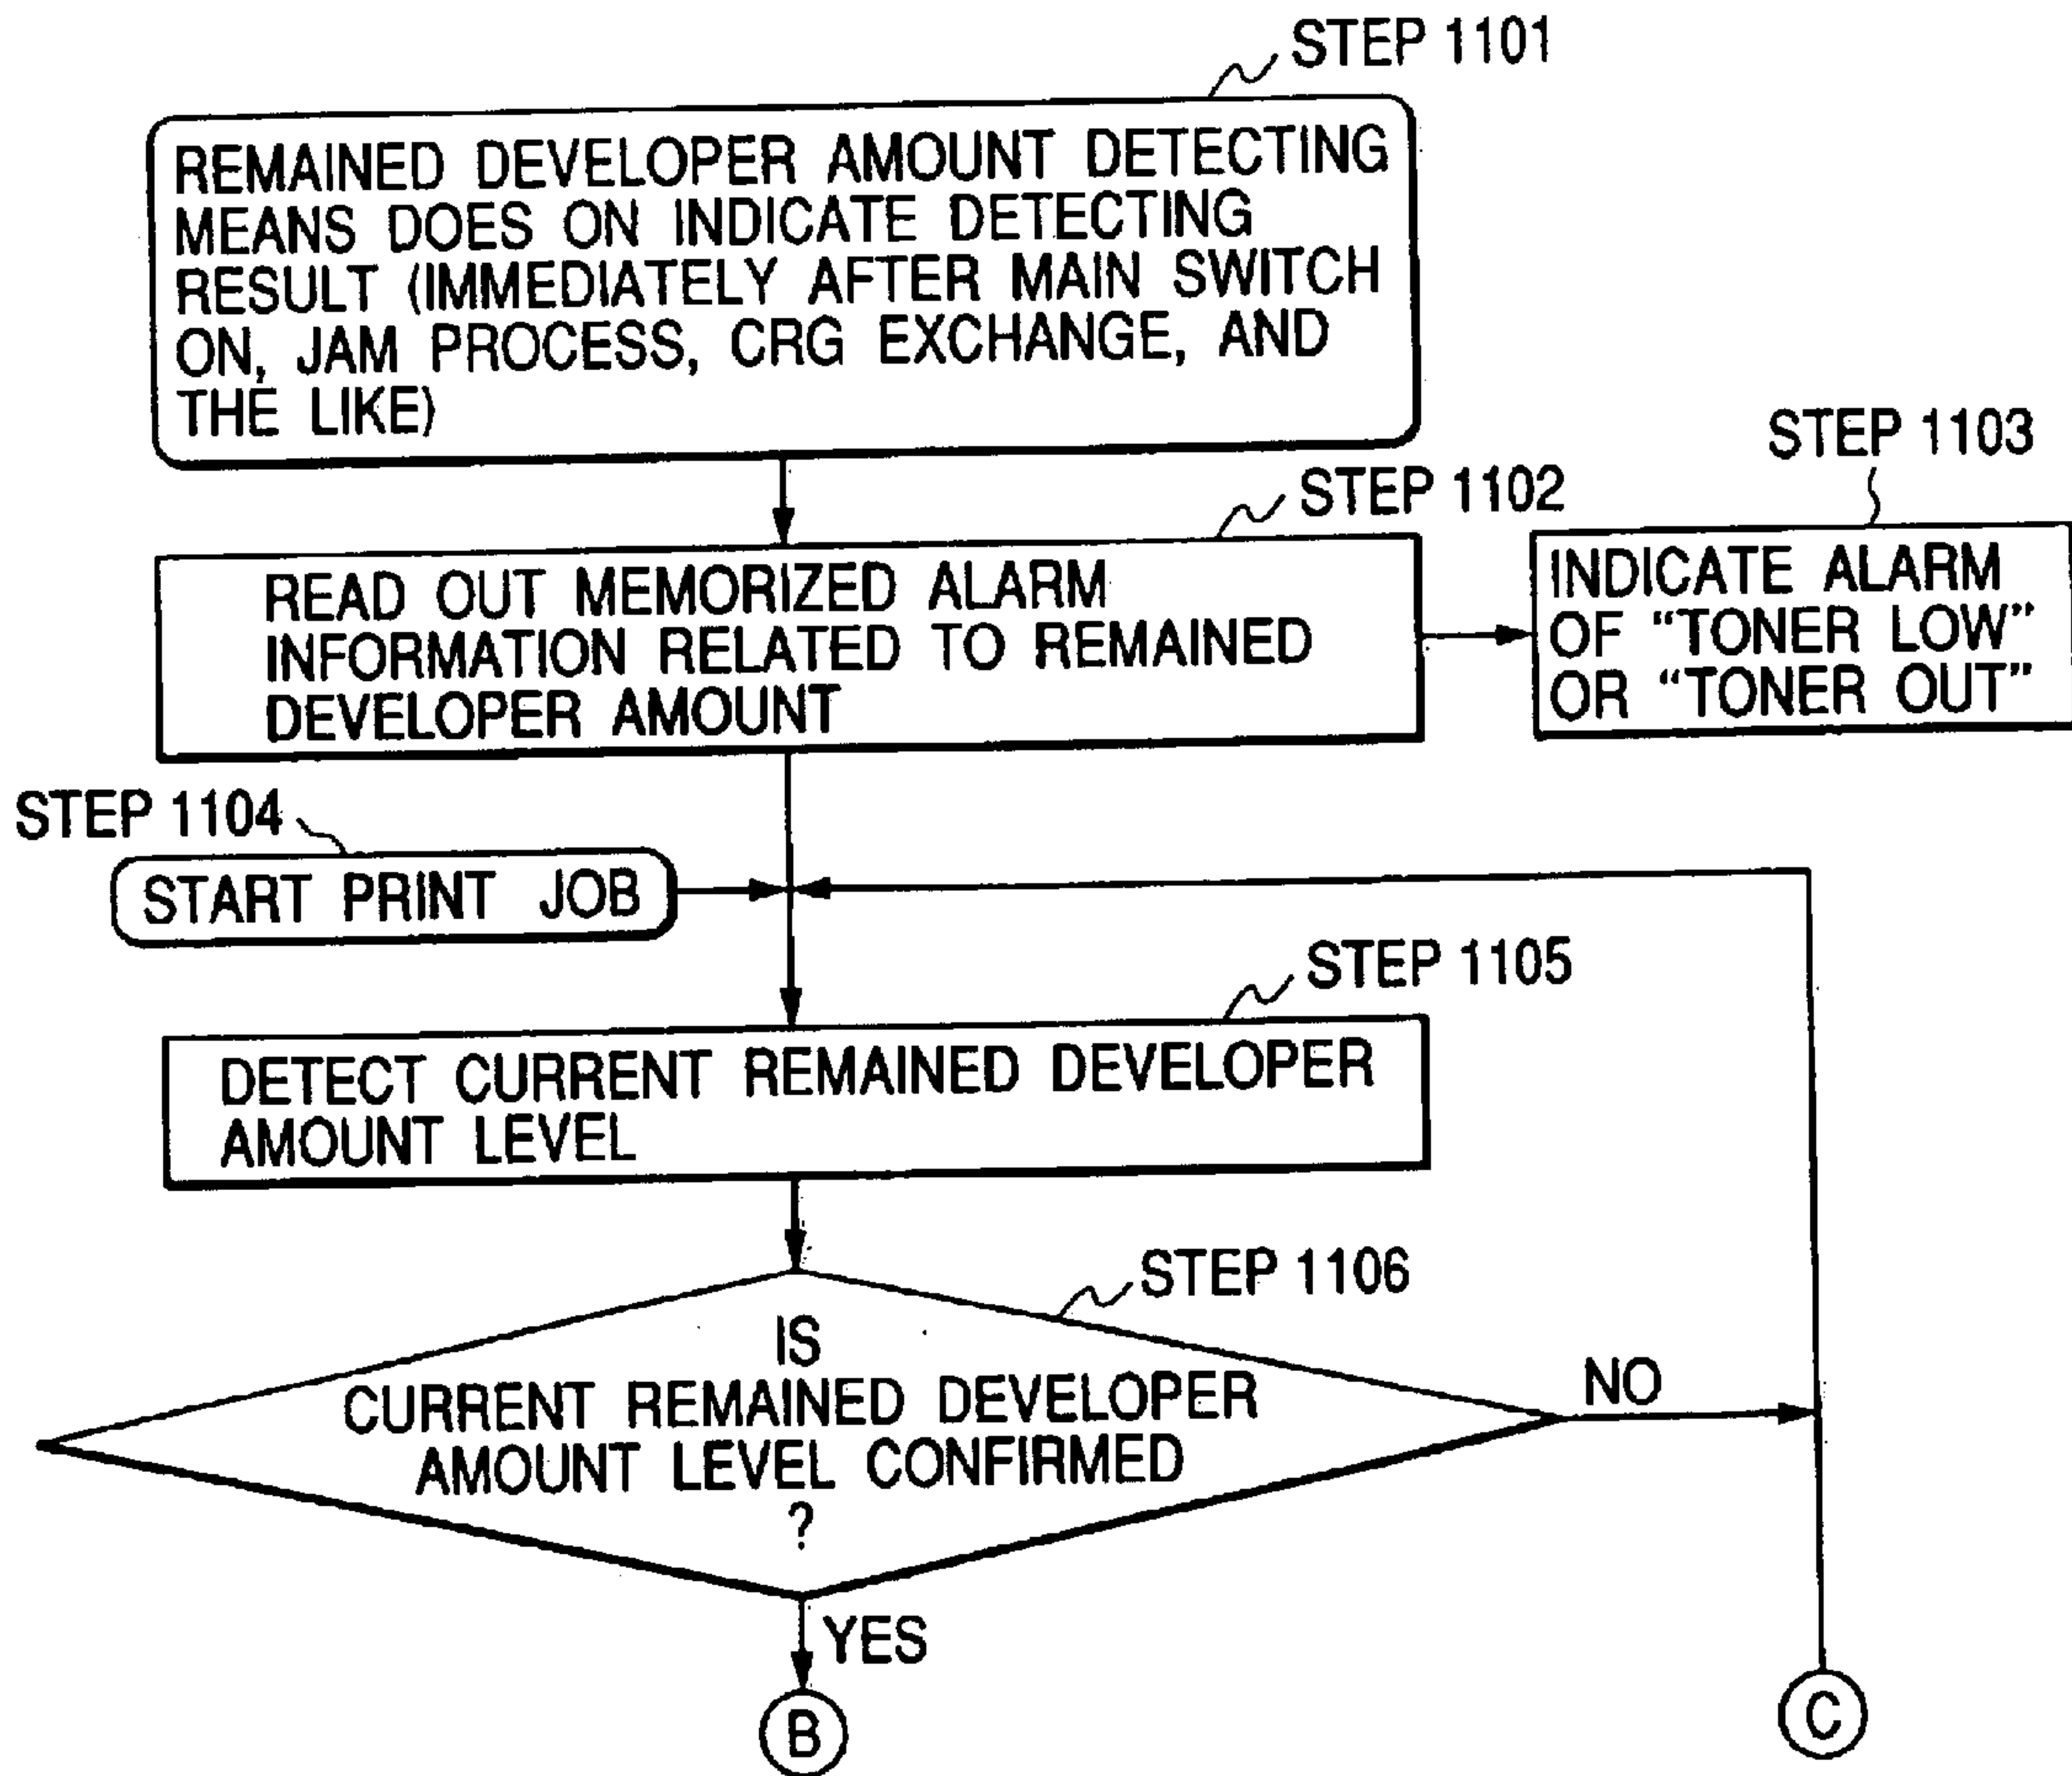 STEP 1101
REMAINED DEVELOPER AMOUNT DETECTING
MEANS DOES ON INDICATE DETECTING
RESULT (IMMEDIATELY AFTER MAIN SWITCH
ON, JAM PROCESS, CRG EXCHANGE, AND
THE LIKE)
STEP 1102
READ OUT MEMORIZED ALARM
INFORMATION RELATED TO REMAINED
DEVELOPER AMOUNT
STEP 1103
INDICATE ALARM
OF “TONER LOW”
OR “TONER OUT”
STEP 1104
START PRINT JOB
STEP 1105
DETECT CURRENT REMAINED DEVELOPER
AMOUNT LEVEL
STEP 1106
IS
CURRENT REMAINED DEVELOPER
AMOUNT LEVEL CONFIRMED
?
NO
YES
B
C